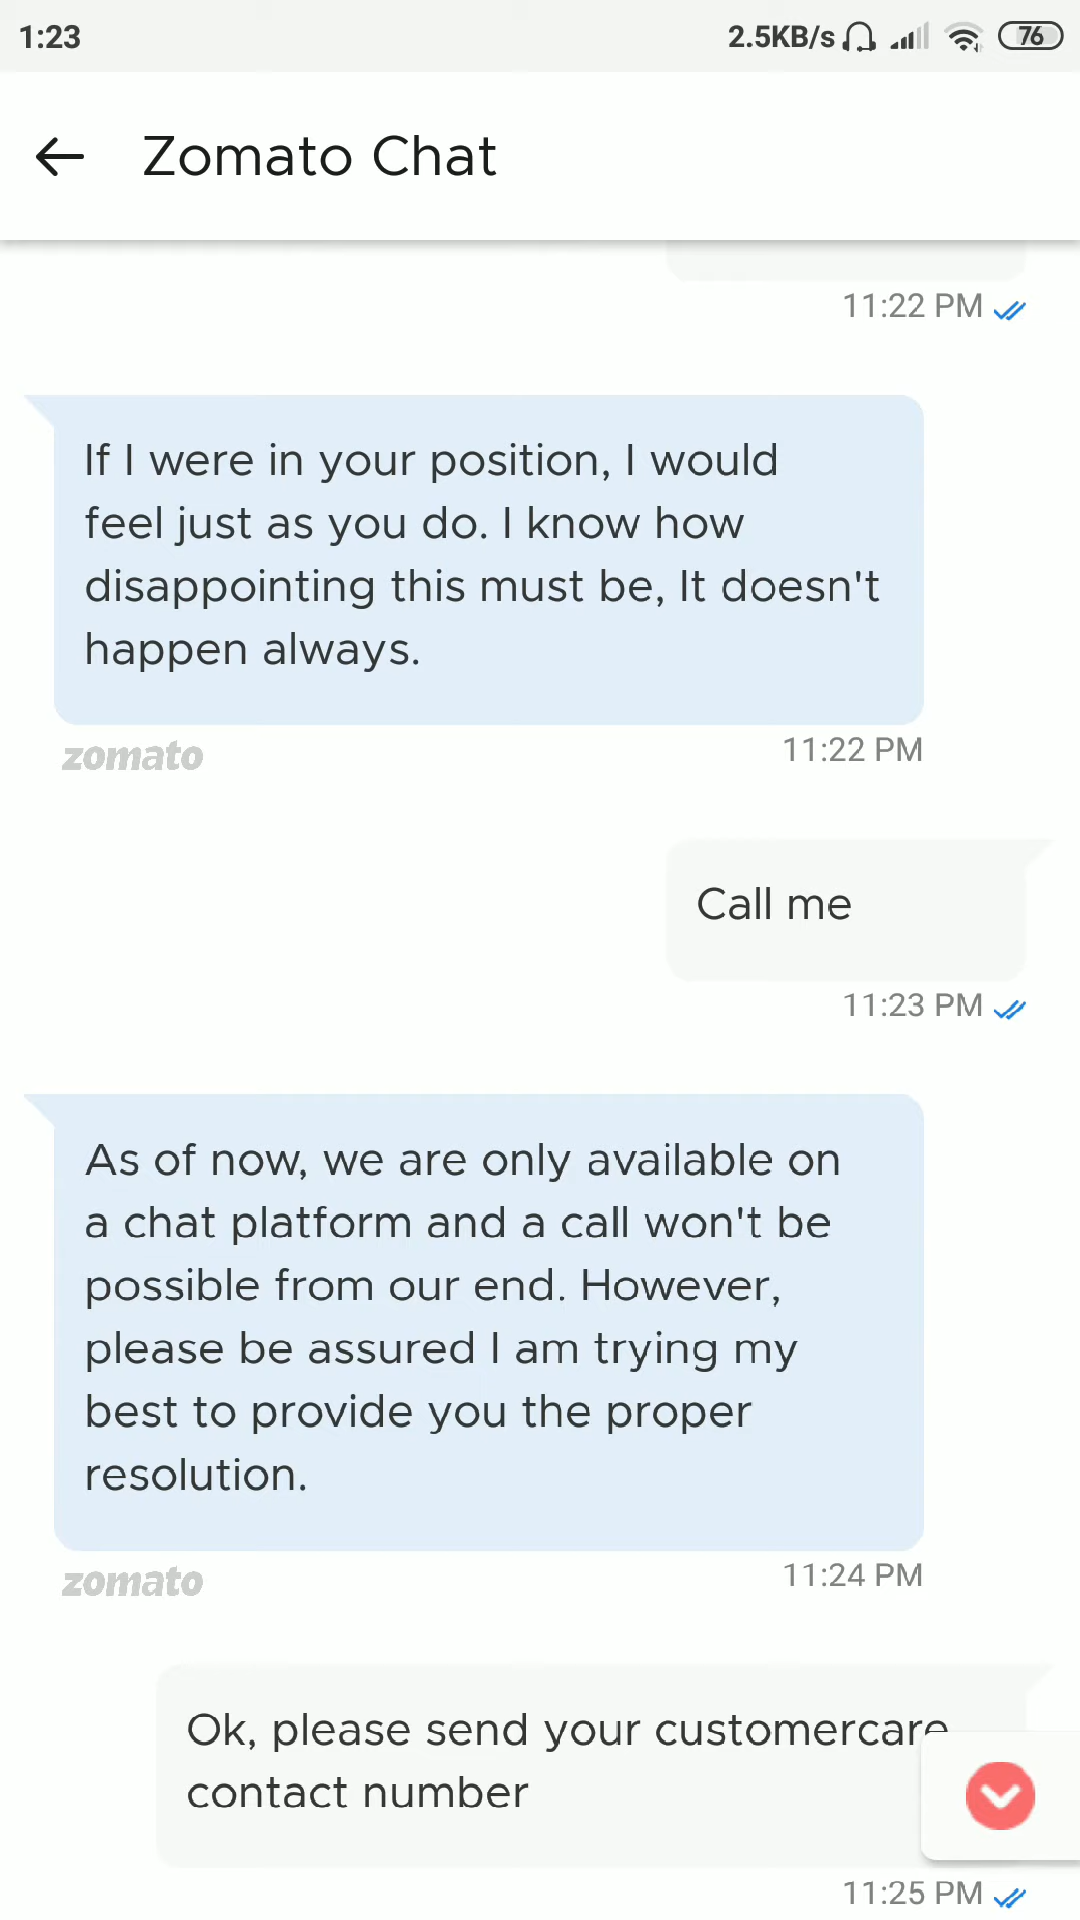 1:23
2.5KB/s
76
Zomato Chat
11:22 PM
If I were in your position, I would
feel just as you do. I know how
disappointing this must be, It doesn't
happen always.
zomato
11:22 PM
Call me
11:23 PM
As of now, we are only available on
a chat platform and a call won't be
possible from our end. However,
please be assured I am trying my
best to provide you the proper
resolution.
zomato
11:24 PM
Ok, please send your customercare
contact number
11:25 PM